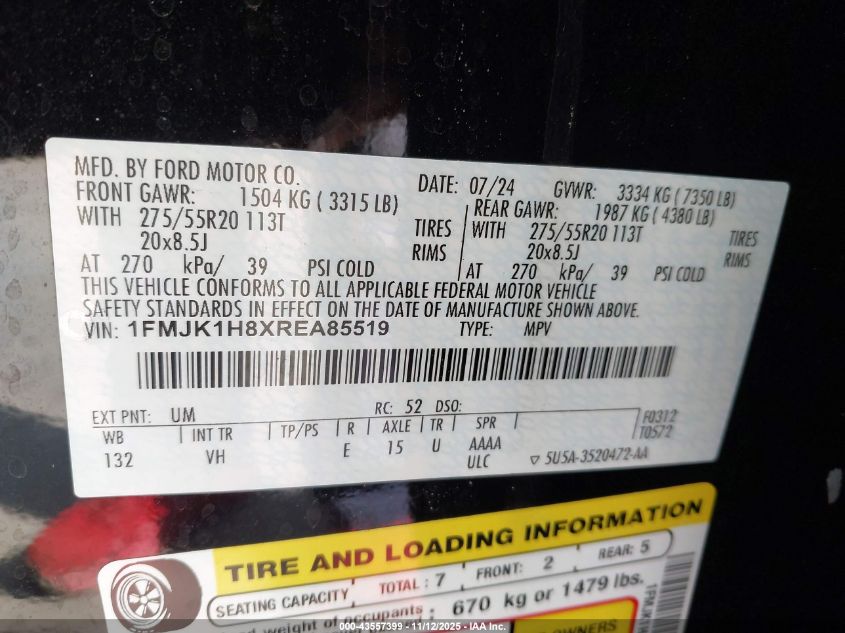 MFD. BY FORD MOTOR CO. DATE: 07/24 GVWR: 3334 KG ( 7350 LB)
FRONT GAWR: 1504 KG ( 3315 LB) REAR GAWR: 1987 KG ( 4380 LB)
WITH 275/55R20 113T TIRES WITH 275/55R20 113T TIRES
20x8.5J RIMS 20x8.5J RIMS
AT 270 kPa/ 39 PSI COLD AT 270 kPa/ 39 PSI COLD
THIS VEHICLE CONFORMS TO ALL APPLICABLE FEDERAL MOTOR VEHICLE
SAFETY STANDARDS IN EFFECT ON THE DATE OF MANUFACTURE SHOWN ABOVE.
VIN: 1FMJK1H8XREA85519 TYPE: MPV
EXT PNT: UM RC: 52 DSO: F0312
WB INT TR TP/PS R AXLE TR SPR T0572
132 VH E 15 U AAAA
ULC ▽ 5U5A-3520472-AA
TIRE AND LOADING INFORMATION
SEATING CAPACITY TOTAL : 7 FRONT: 2 REAR: 5
weight of occupants : 670 kg or 1479 lbs.
OWNERS
000-43557399 - 11/12/2025 - IAA Inc.